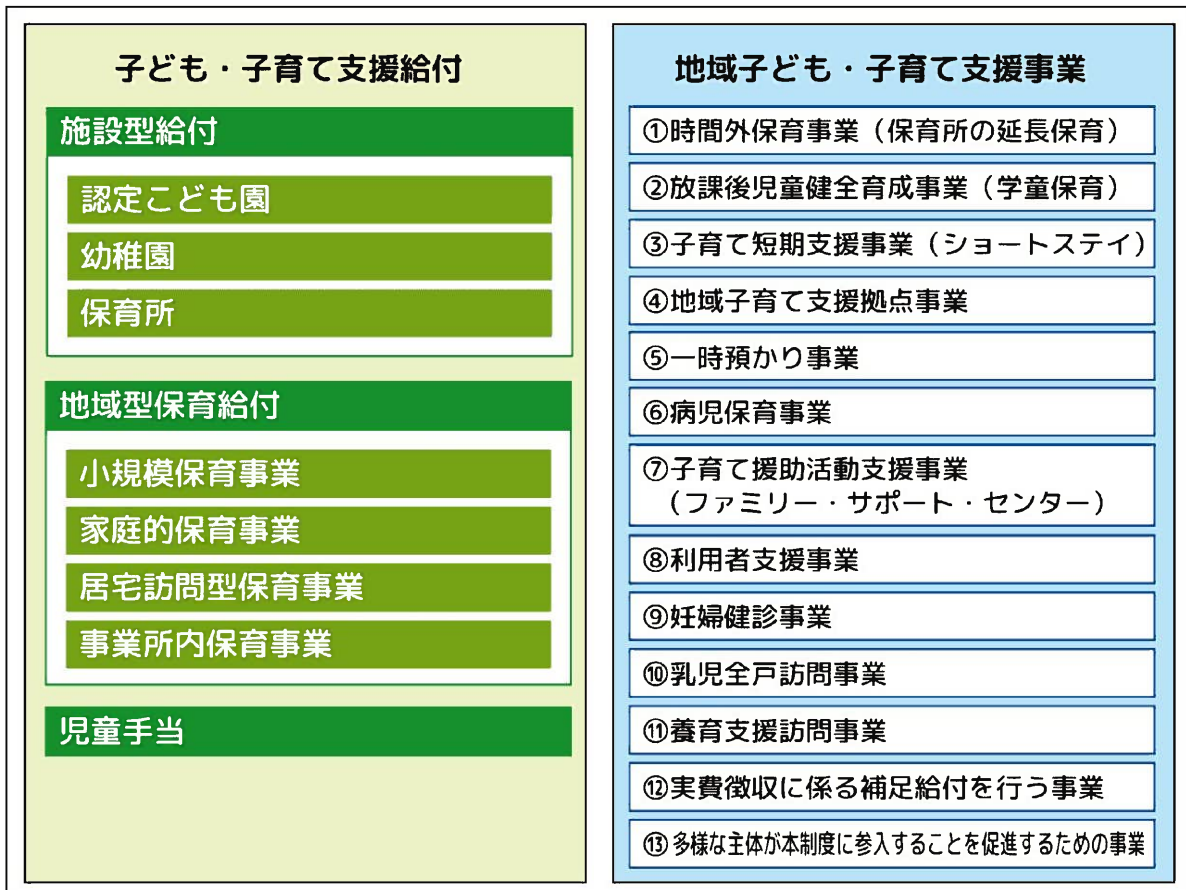 子ども・子育て支援給付
施設型給付
認定こども園
幼稚園
保育所
地域型保育給付
小規模保育事業
家庭的保育事業
居宅訪問型保育事業
事業所内保育事業
児童手当
地域子ども・子育て支援事業
①時間外保育事業（保育所の延長保育）
②放課後児童健全育成事業（学童保育）
③子育て短期支援事業（ショートステイ）
④地域子育て支援拠点事業
⑤一時預かり事業
⑥病児保育事業
⑦子育て援助活動支援事業
（ファミリー・サポート・センター）
⑧利用者支援事業
⑨妊婦健診事業
⑩乳児全戸訪問事業
⑪養育支援訪問事業
⑫実費徴収に係る補足給付を行う事業
⑬多様な主体が本制度に参入することを促進するための事業